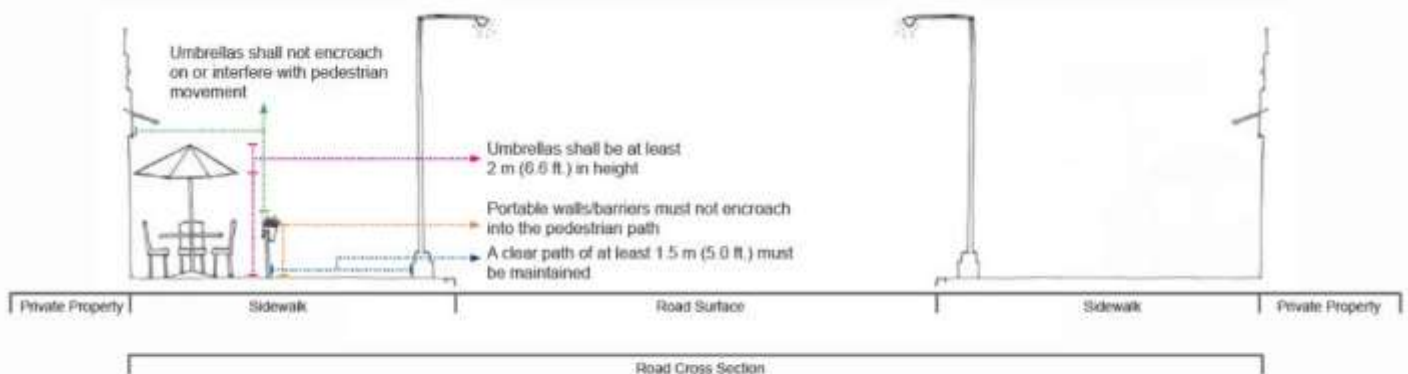 Umbrellas shall not encroach
on or interfere with pedestrian
movement
Umbrellas shall be at least
2 m (6.6 ft.) in height
Portable walls/barriers must not encroach
into the pedestrian path
A clear path of at least 1.5 m (5.0 ft.) must
be maintained
Private Property
Sidewalk
Road Surface
Sidewalk
Private Property
Road Cross Section